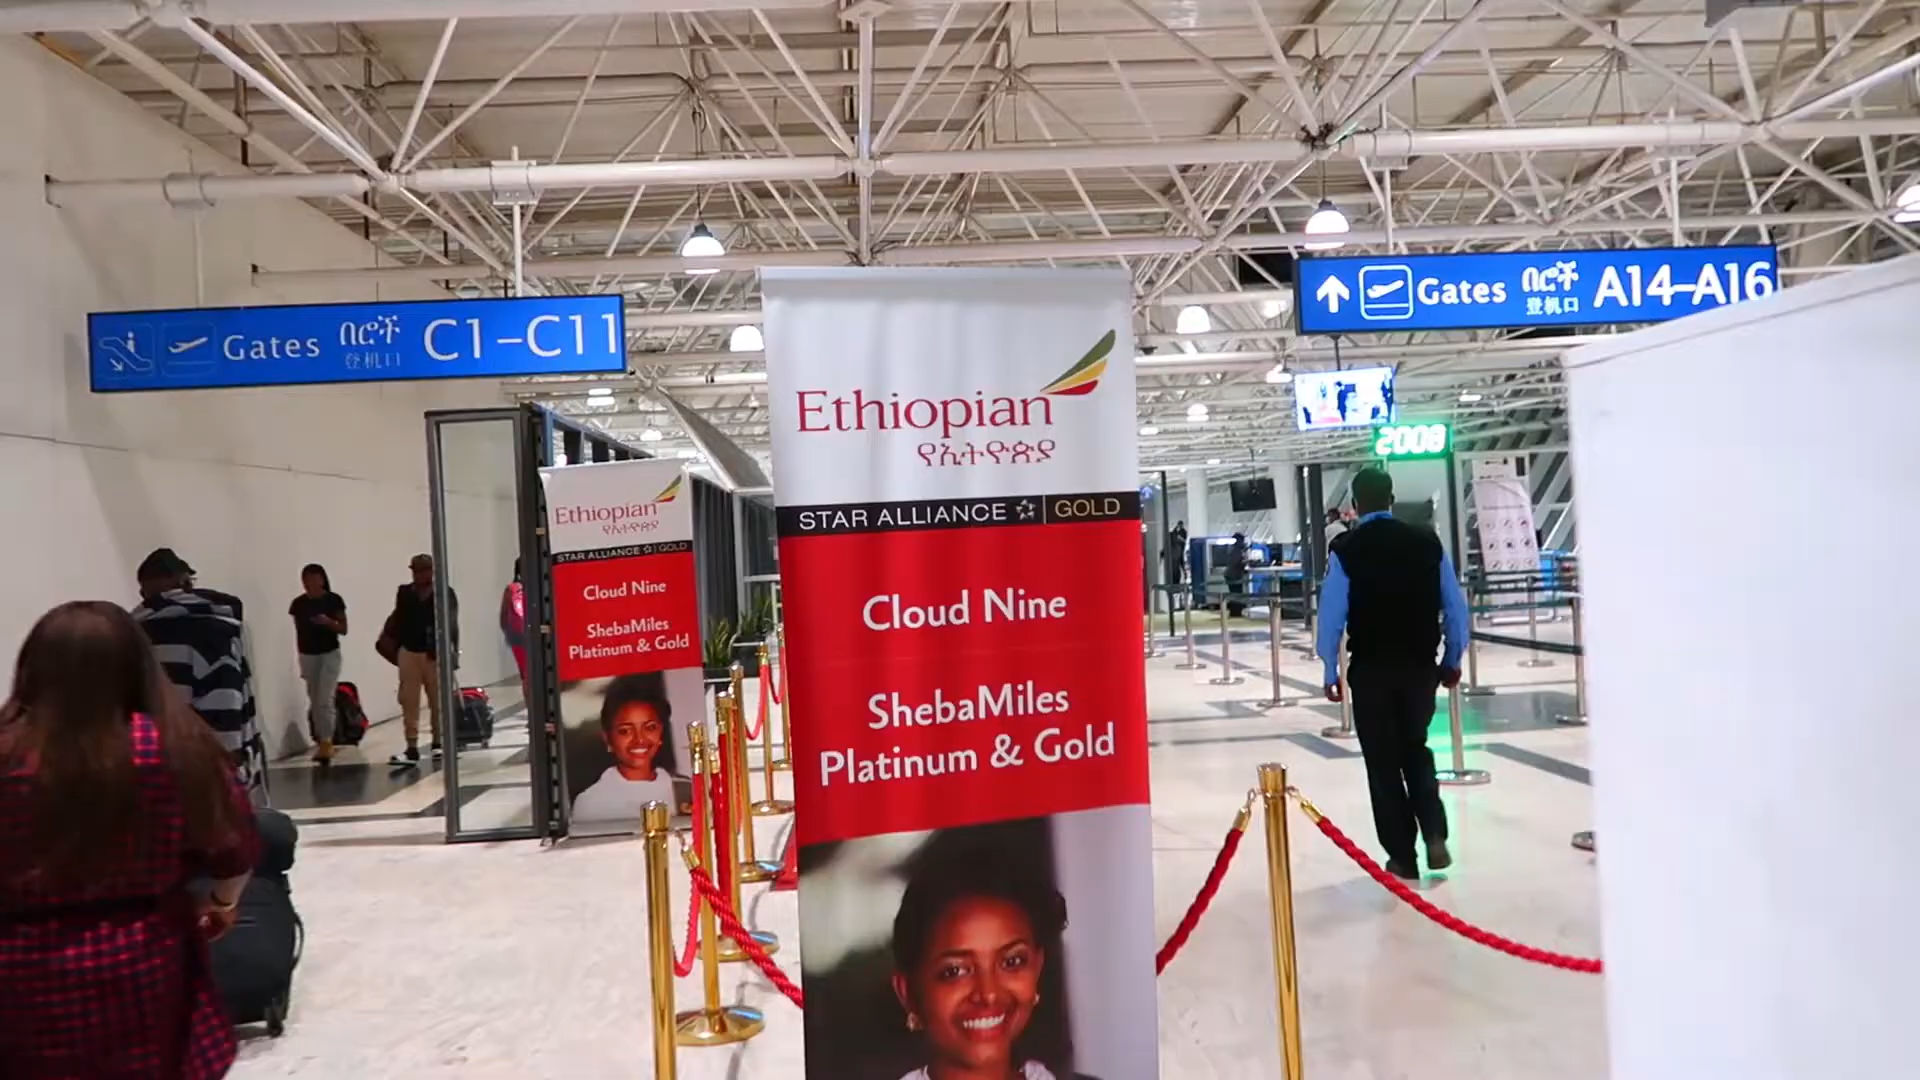 Gates በሮች C1-C11
登机口
Gates በሮች A14-A16
登机口
2008
Ethiopian
የኢትዮጵያ
STAR ALLIANCE GOLD
Cloud Nine
ShebaMiles
Platinum & Gold
Ethiopian
የኢትዮጵያ
STAR ALLIANCE GOLD
Cloud Nine
ShebaMiles
Platinum & Gold